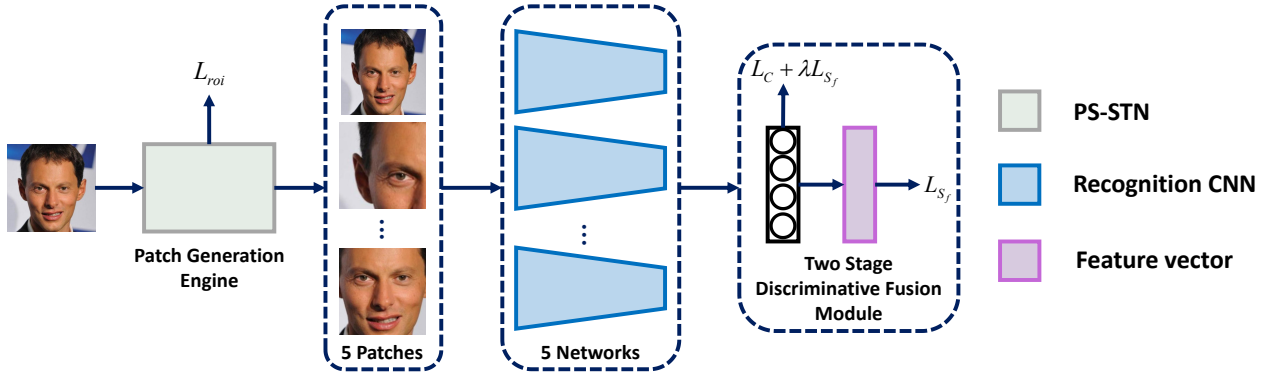 L_roi
Patch Generation
Engine
5 Patches
5 Networks
L_C + λL_{S_f}
L_{S_f}
Two Stage
Discriminative Fusion
Module
PS-STN
Recognition CNN
Feature vector